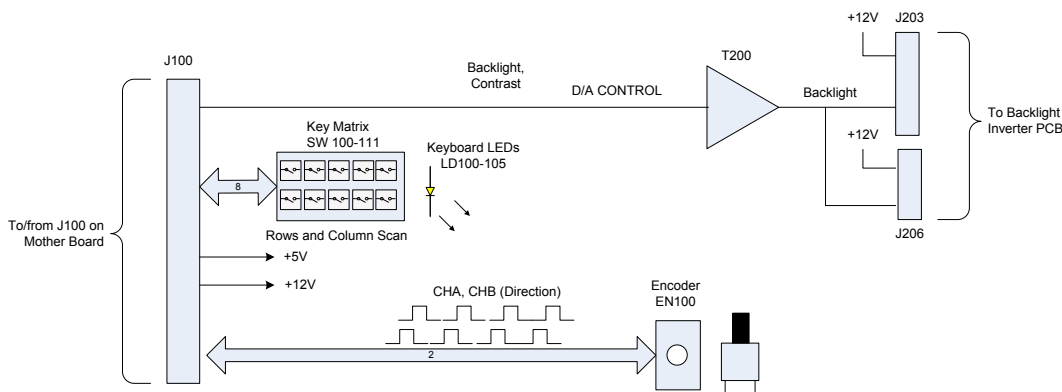 J100
To/from J100 on
Mother Board
Backlight,
Contrast
D/A CONTROL
T200
Backlight
+12V
J203
+12V
J206
To Backlight
Inverter PCB
Key Matrix
SW 100-111
8
Rows and Column Scan
Keyboard LEDs
LD100-105
+5V
+12V
CHA, CHB (Direction)
2
Encoder
EN100